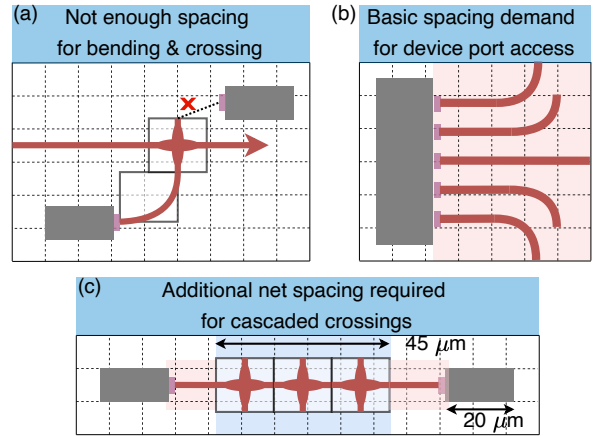 (a)
Not enough spacing
for bending & crossing
x
(b)
Basic spacing demand
for device port access
(c)
Additional net spacing required
for cascaded crossings
45 μm
20 μm